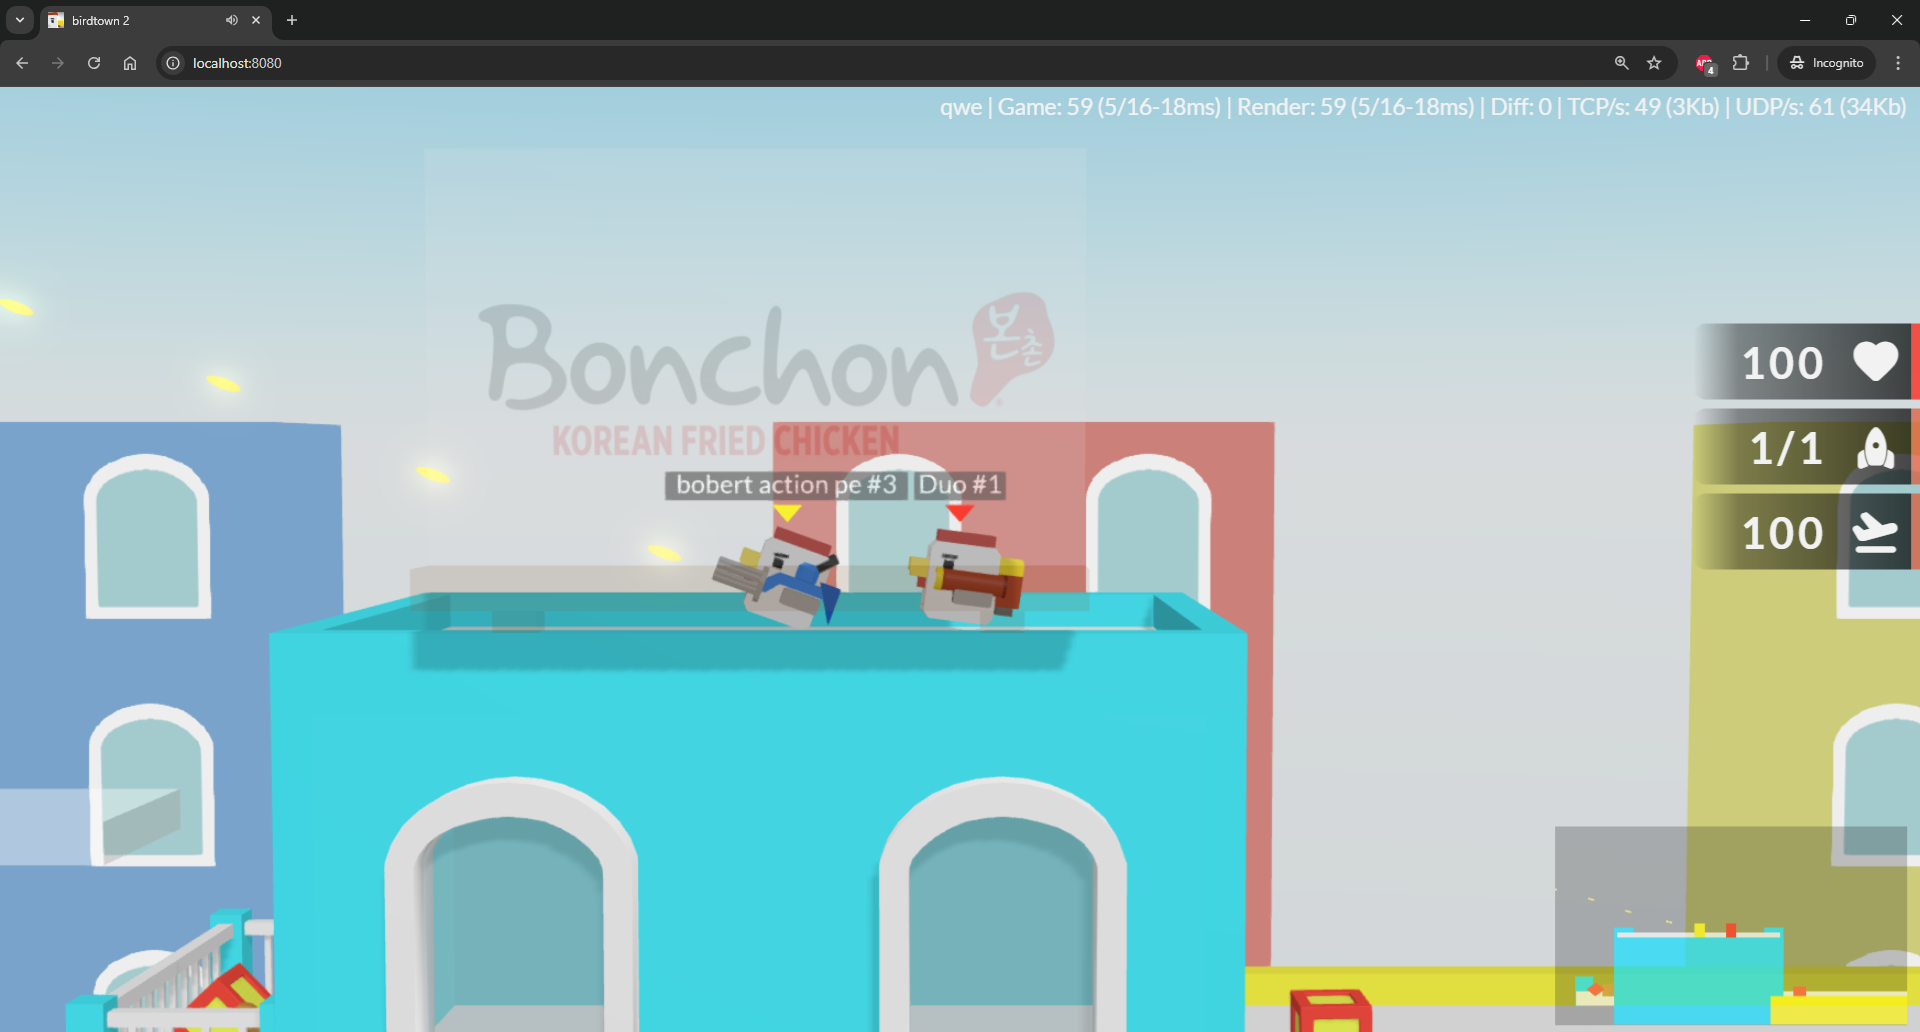 birdtown 2
localhost:8080
4
Incognito
qwe | Game: 59 (5/16-18ms) | Render: 59 (5/16-18ms) | Diff: 0 | TCP/s: 49 (3Kb) | UDP/s: 61 (34Kb)
Bonchon 본촌
KOREAN FRIED CHICKEN
bobert action pe #3 Duo #1
100
1/1
100